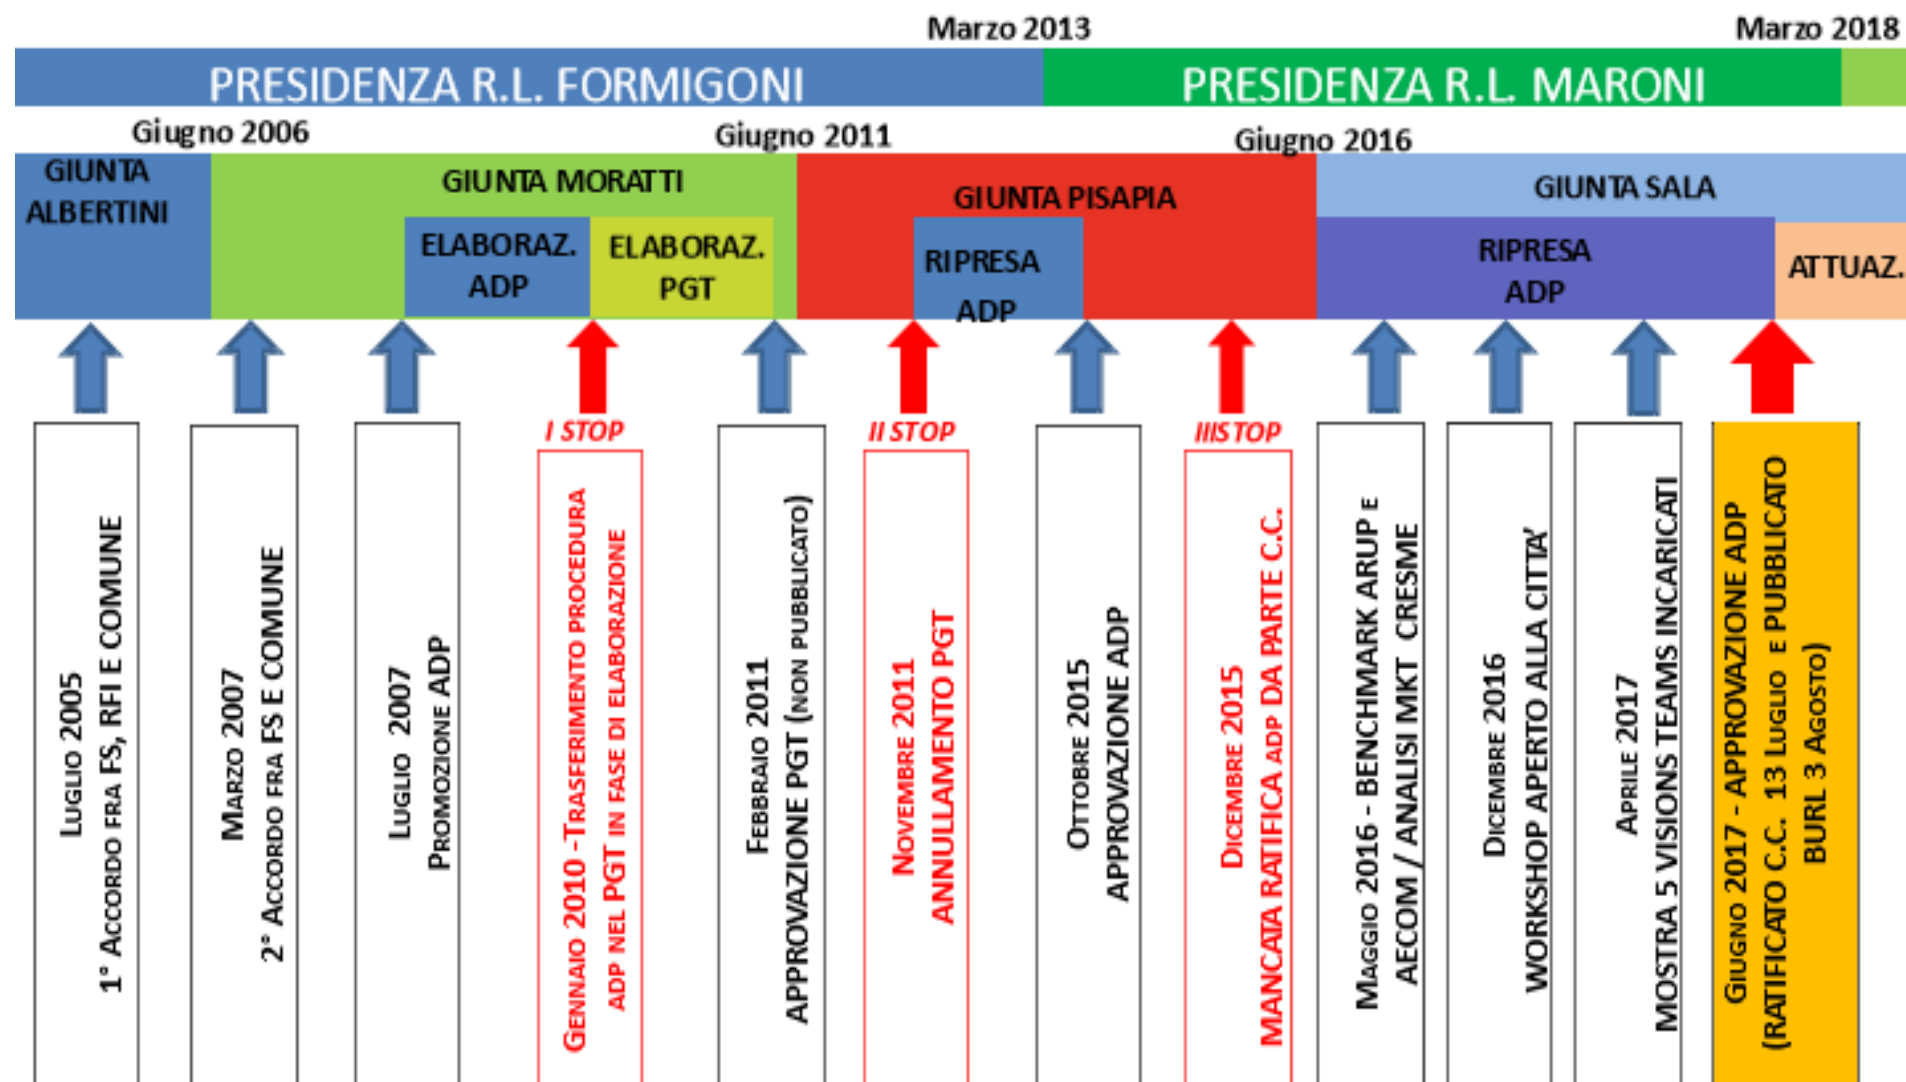 Marzo 2013
Marzo 2018
PRESIDENZA R.L. FORMIGONI
PRESIDENZA R.L. MARONI
Giugno 2006
Giugno 2011
Giugno 2016
GIUNTA
ALBERTINI
GIUNTA MORATTI
GIUNTA PISAPIA
GIUNTA SALA
ELABORAZ.
ADP
ELABORAZ.
PGT
RIPRESA
ADP
RIPRESA
ADP
ATTUAZ.
I STOP
II STOP
IIISTOP
LUGLIO 2005
1° ACCORDO FRA FS, RFI E COMUNE
MARZO 2007
2° ACCORDO FRA FS E COMUNE
LUGLIO 2007
PROMOZIONE ADP
GENNAIO 2010 -TRASFERIMENTO PROCEDURA
ADP NEL PGT IN FASE DI ELABORAZIONE
FEBBRAIO 2011
APPROVAZIONE PGT (NON PUBBLICATO)
NOVEMBRE 2011
ANNULLAMENTO PGT
OTTOBRE 2015
APPROVAZIONE ADP
DICEMBRE 2015
MANCATA RATIFICA ADP DA PARTE C.C.
MAGGIO 2016 - BENCHMARK ARUP E
AECOM / ANALISI MKT CRESME
DICEMBRE 2016
WORKSHOP APERTO ALLA CITTA'
APRILE 2017
MOSTRA 5 VISIONS TEAMS INCARICATI
GIUGNO 2017 - APPROVAZIONE ADP
(RATIFICATO C.C. 13 LUGLIO E PUBBLICATO
BURL 3 AGOSTO)